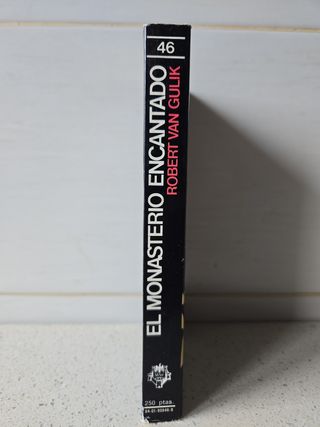 46
EL MONASTERIO ENCANTADO
ROBERT VAN GULIK
250 ptas.